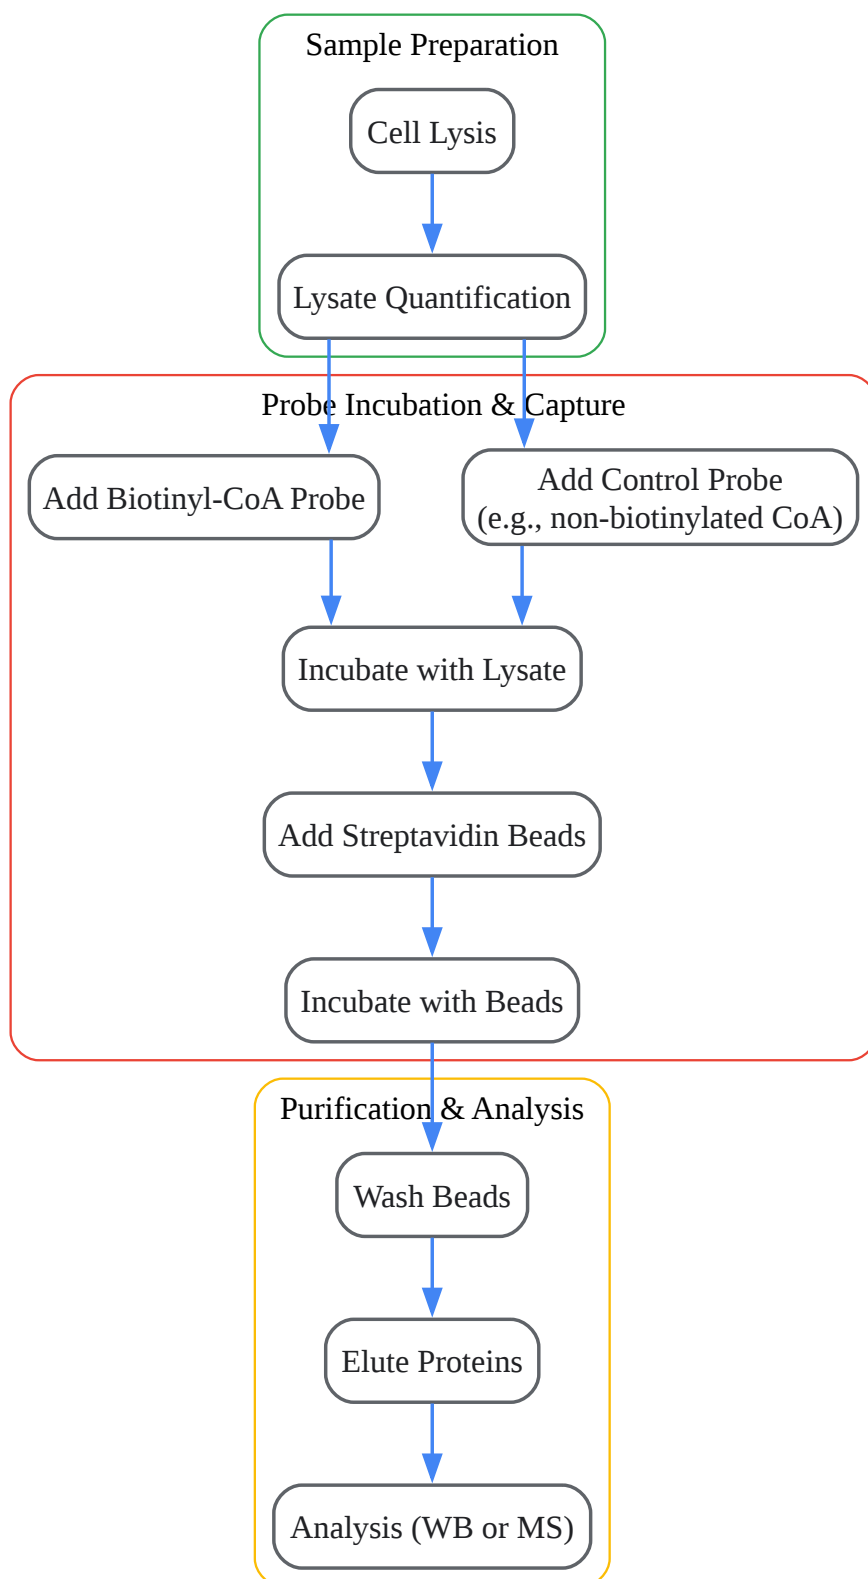 Sample Preparation
Cell Lysis
Lysate Quantification
Probe Incubation & Capture
Add Biotinyl-CoA Probe
Add Control Probe
(e.g., non-biotinylated CoA)
Incubate with Lysate
Add Streptavidin Beads
Incubate with Beads
Purification & Analysis
Wash Beads
Elute Proteins
Analysis (WB or MS)